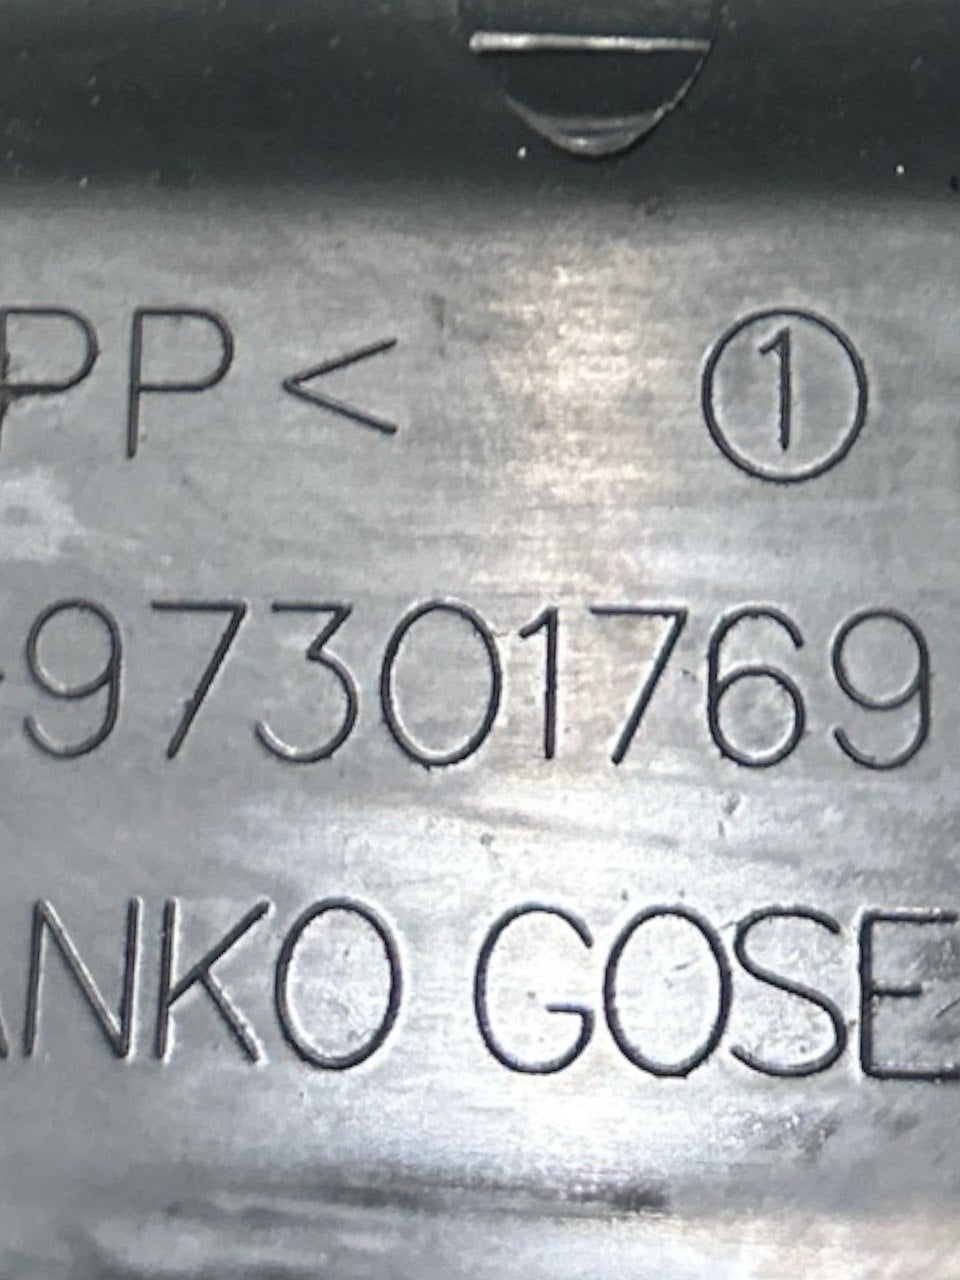 PP< ①
97301769
ANKO GOSE